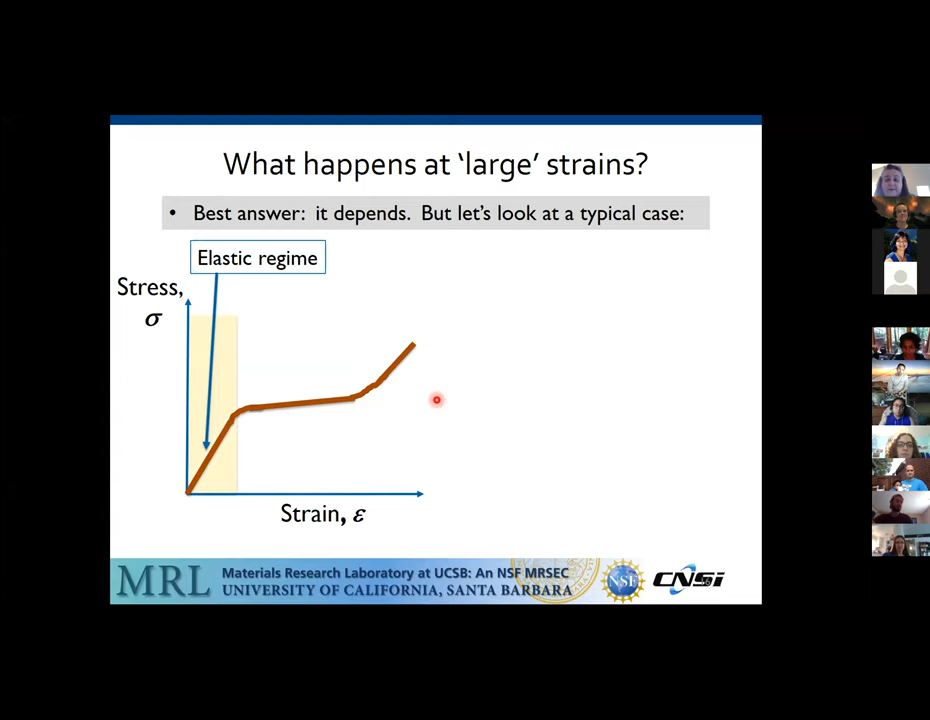 What happens at ‘large’ strains?
• Best answer: it depends. But let’s look at a typical case:
Elastic regime
Stress,
σ
Strain, ε
MRL
Materials Research Laboratory at UCSB: An NSF MRSEC
UNIVERSITY OF CALIFORNIA, SANTA BARBARA
NSF
CNSI